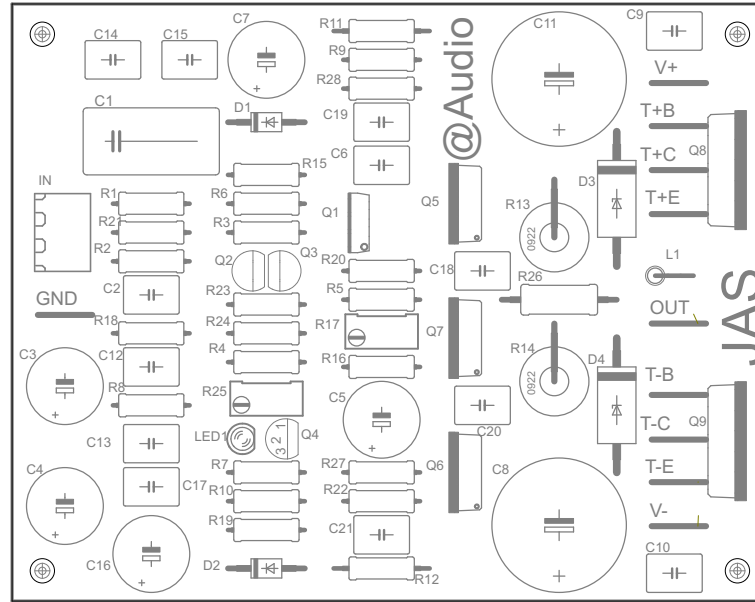 C14
C15
C7
R11
R9
R28
C11
C9
V+
C1
D1
C19
C6
@Audio
T+B
T+C
T+E
Q8
IN
R15
R1
R6
R21
R3
R2
Q1
Q5
R13
0922
D3
Q2
Q3
R20
C18
R26
L1
C2
R23
R5
GND
R18
R24
R17
Q7
OUT
JAS
C3
C12
R4
R16
R14
0922
D4
R8
R25
C5
T-B
T-C
T-E
Q9
C13
LED1
3 2 1
Q4
C20
R7
R27
Q6
C8
C4
C17
R10
R22
V-
R19
C21
C16
D2
R12
C10